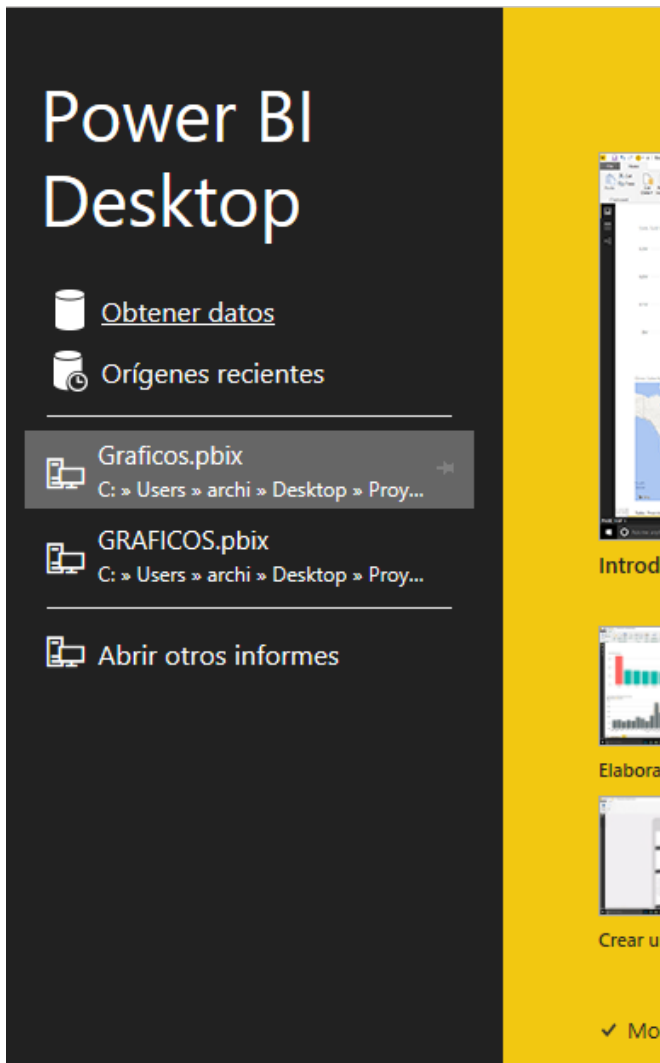 Power BI
Desktop
Obtener datos
Orígenes recientes
Graficos.pbix
C: » Users » archi » Desktop » Proy...
GRAFICOS.pbix
C: » Users » archi » Desktop » Proy...
Abrir otros informes
Introd
Elabora
Crear u
Mo